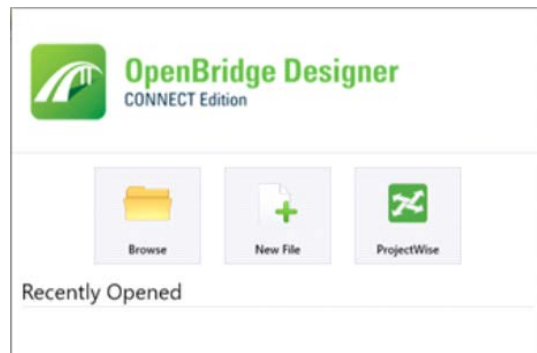 OpenBridge Designer
CONNECT Edition
Browse
New File
ProjectWise
Recently Opened